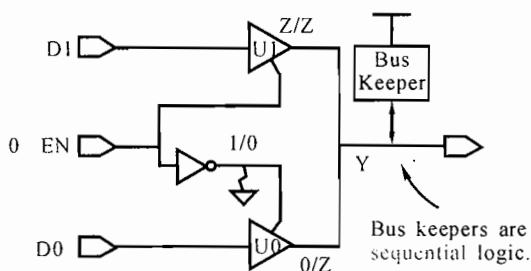 D1
U1
Z/Z
Bus
Keeper
0 EN
1/0
Y
D0
U0
0/Z
Bus keepers are
sequential logic.